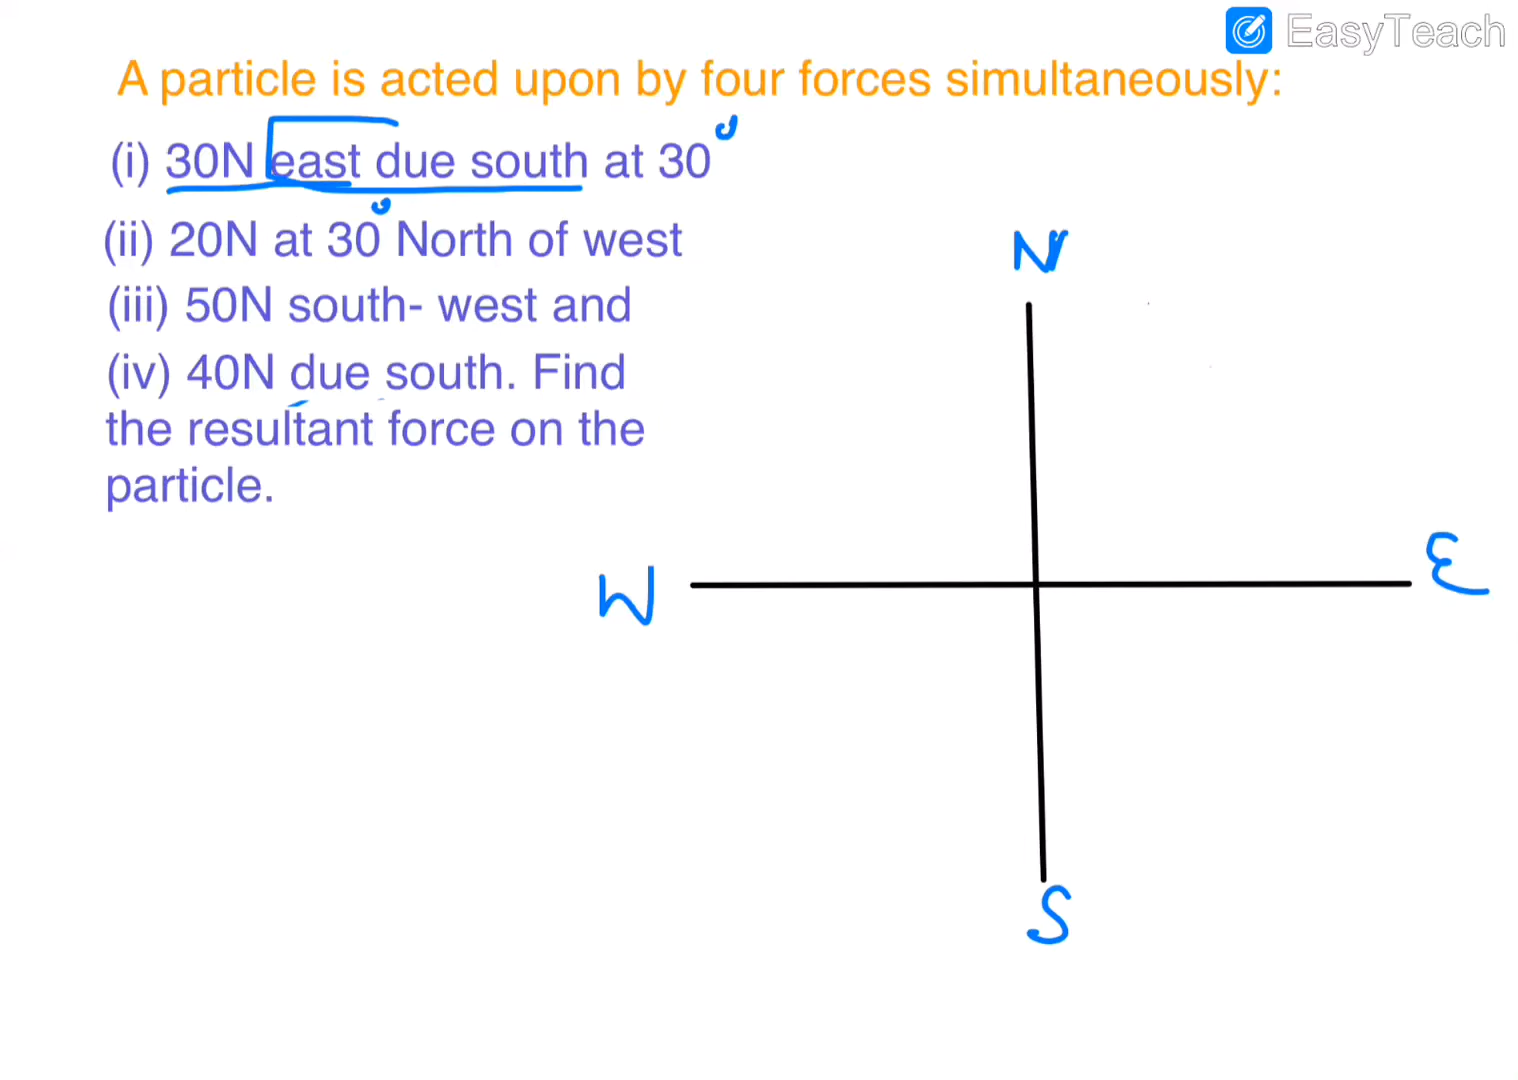 EasyTeach
A particle is acted upon by four forces simultaneously:
(i) 30N east due south at 30°
(ii) 20N at 30° North of west
(iii) 50N south- west and
(iv) 40N due south. Find
the resultant force on the
particle.
N
E
W
S